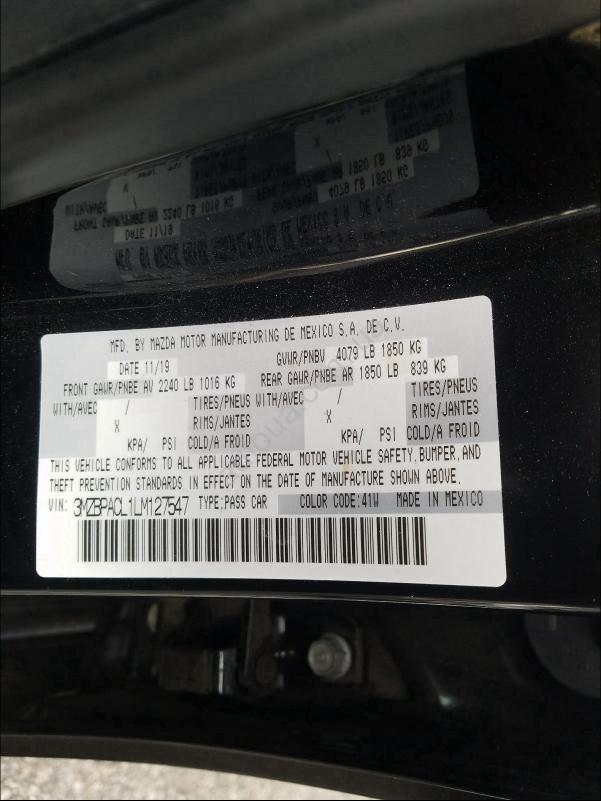 MFD. BY MAZDA MOTOR MANUFACTURING DE MEXICO S.A. DE C.V.
DATE 11/19 GVWR/PNBV 4079 LB 1850 KG
FRONT GAWR/PNBE AV 2240 LB 1016 KG REAR GAWR/PNBE AR 1850 LB 839 KG
WITH/AVEC / TIRES/PNEUS WITH/AVEC / TIRES/PNEUS
X RIMS/JANTES X RIMS/JANTES
KPA/ PSI COLD/A FROID KPA/ PSI COLD/A FROID
THIS VEHICLE CONFORMS TO ALL APPLICABLE FEDERAL MOTOR VEHICLE SAFETY, BUMPER, AND
THEFT PREVENTION STANDARDS IN EFFECT ON THE DATE OF MANUFACTURE SHOWN ABOVE.
VIN: 3MZBPACL1LM127547 TYPE:PASS CAR COLOR CODE:41W MADE IN MEXICO